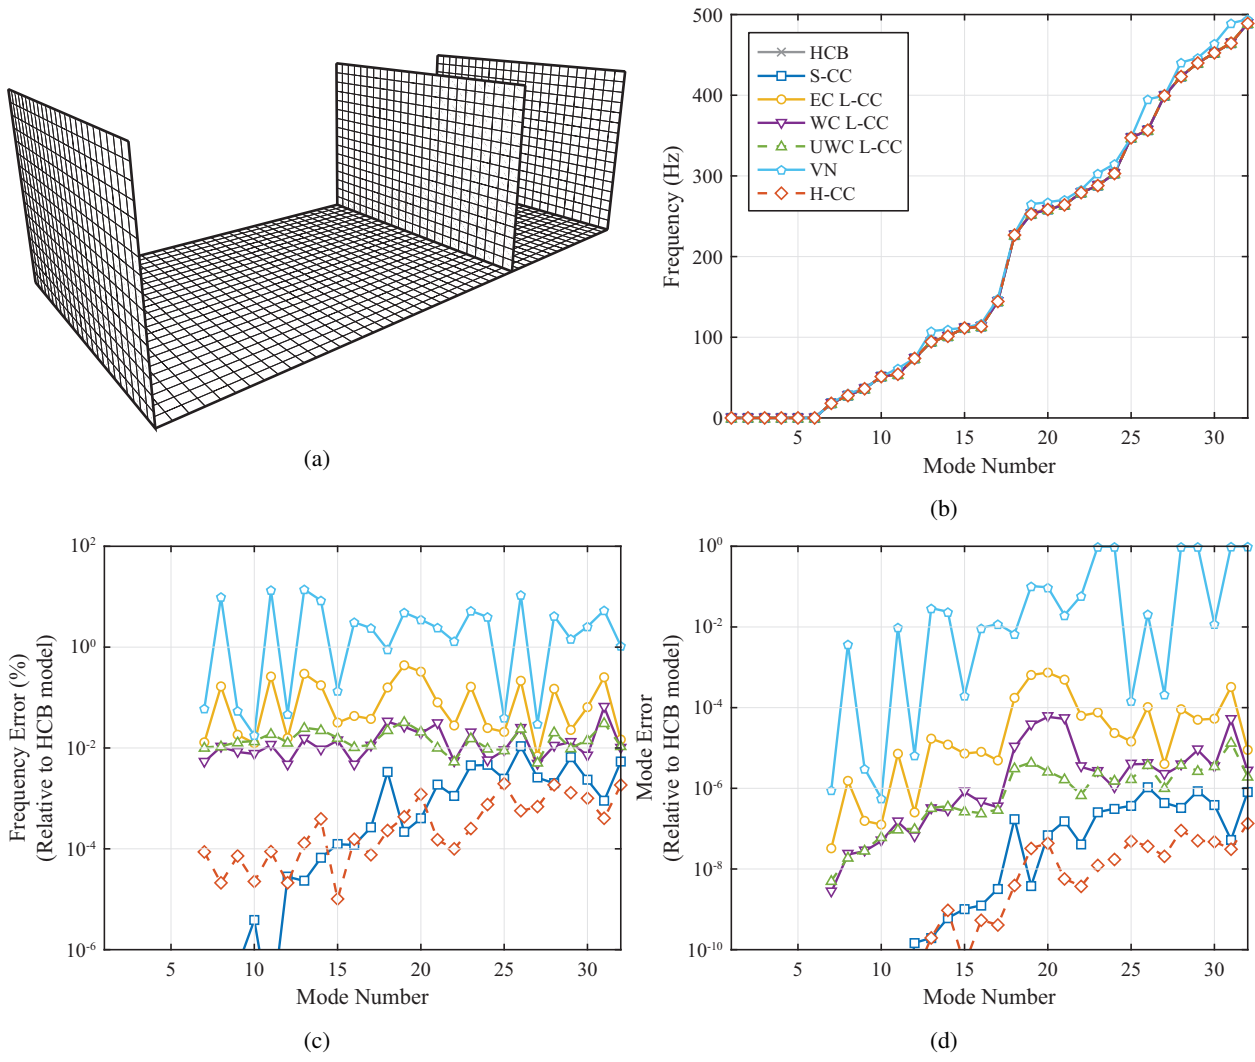 (a)
500
400
300
200
100
0
Frequency (Hz)
HCB
S-CC
EC L-CC
WC L-CC
UWC L-CC
VN
H-CC
5 10 15 20 25 30
Mode Number
(b)
10^2
10^0
10^-2
10^-4
10^-6
Frequency Error (%)
(Relative to HCB model)
5 10 15 20 25 30
Mode Number
(c)
10^0
10^-2
10^-4
10^-6
10^-8
10^-10
Mode Error
(Relative to HCB model)
5 10 15 20 25 30
Mode Number
(d)